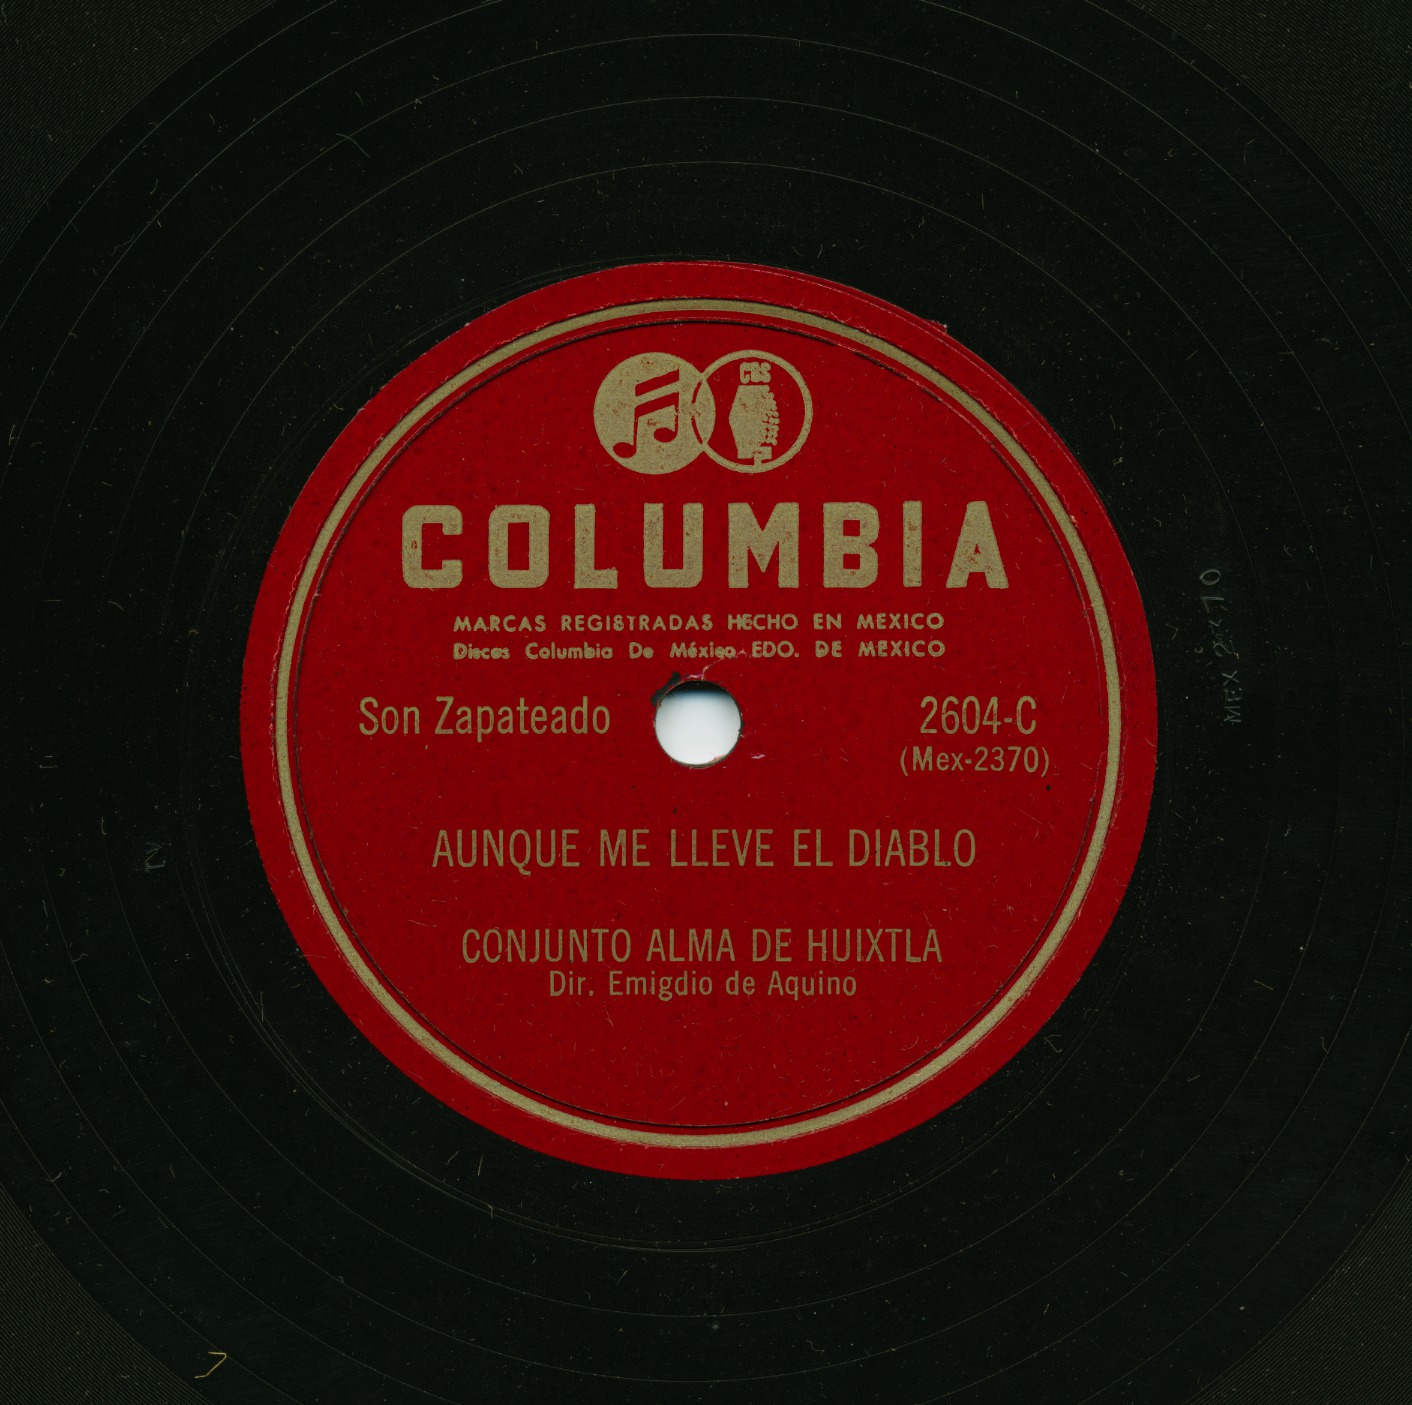 CBS
COLUMBIA
MARCAS REGISTRADAS HECHO EN MEXICO
Discos Columbia De México EDO. DE MEXICO
Son Zapateado
2604-C
(Mex-2370)
AUNQUE ME LLEVE EL DIABLO
CONJUNTO ALMA DE HUIXTLA
Dir. Emigdio de Aquino
MEX